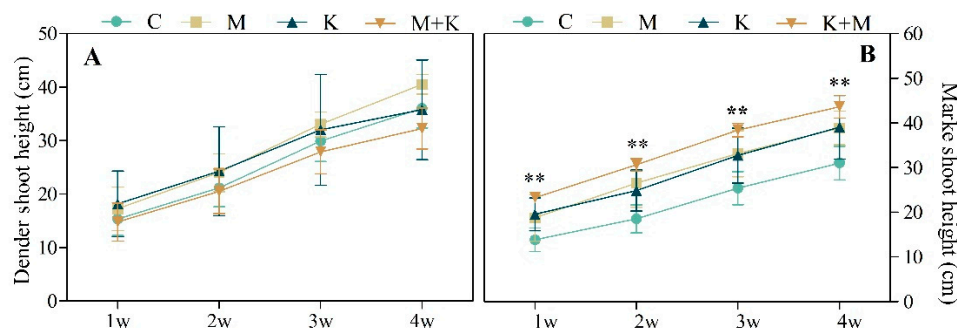 C M K M+K
C M K K+M
A
B
Dender shoot height (cm)
50
40
30
20
10
0
1w 2w 3w 4w
** ** ** **
Marke shoot height (cm)
60
50
40
30
20
10
0
1w 2w 3w 4w